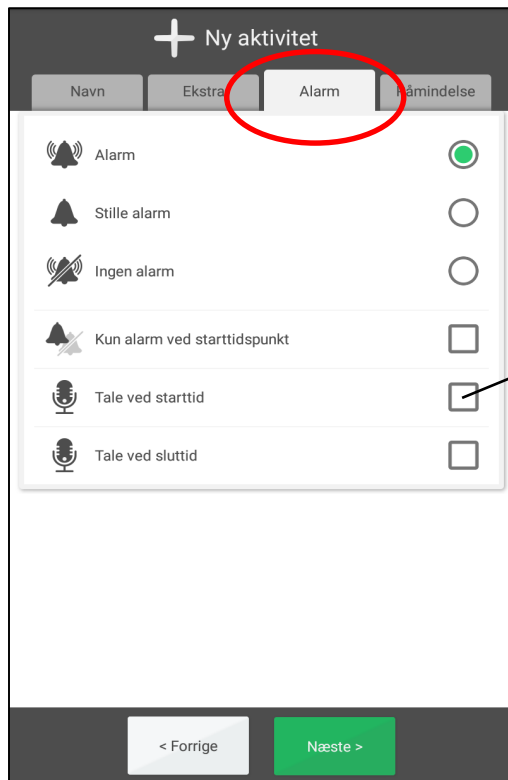 Ny aktivitet
Navn Ekstra Alarm Påmindelse
Alarm
Stille alarm
Ingen alarm
Kun alarm ved starttidspunkt
Tale ved starttid
Tale ved sluttid
< Forrige Næste >